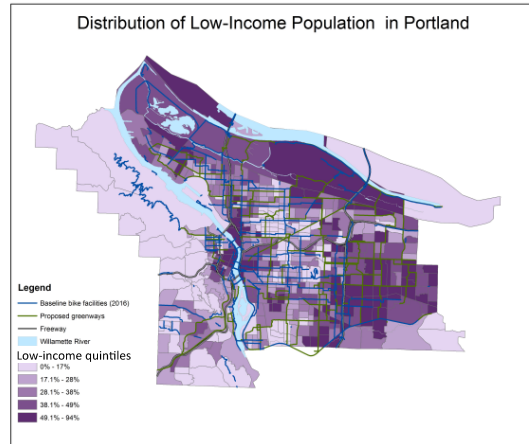 Distribution of Low-Income Population in Portland
Legend
Baseline bike facilities (2016)
Proposed greenways
Freeway
Willamette River
Low-income quintiles
0% - 17%
17.1% - 28%
28.1% - 38%
38.1% - 49%
49.1% - 94%